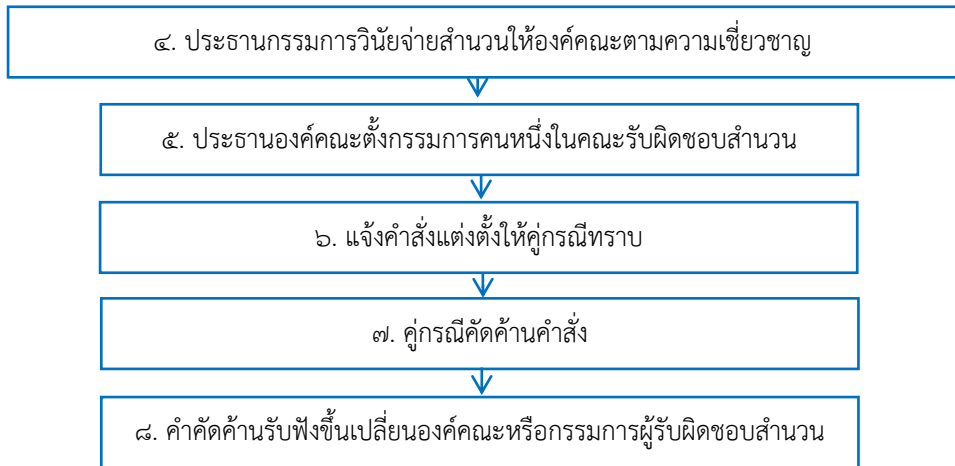 ๔. ประธานกรรมการวินัยจ่ายสำนวนให้องค์คณะตามความเชี่ยวชาญ
๕. ประธานองค์คณะตั้งกรรมการคนหนึ่งในคณะรับผิดชอบสำนวน
๖. แจ้งคำสั่งแต่งตั้งให้คู่กรณีทราบ
๗. คู่กรณีคัดค้านคำสั่ง
๘. คำคัดค้านรับฟังขึ้นเปลี่ยนองค์คณะหรือกรรมการผู้รับผิดชอบสำนวน